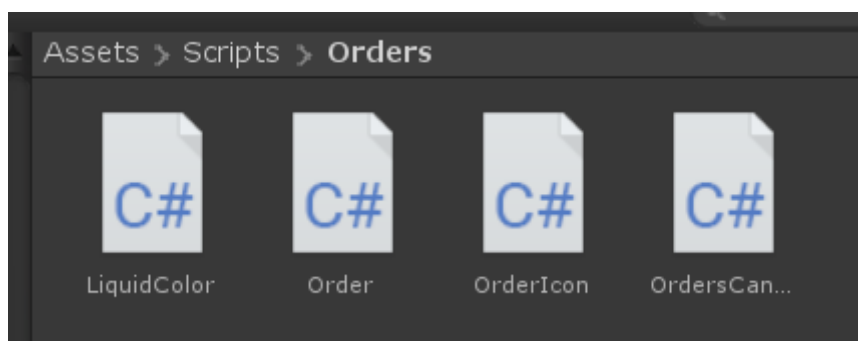 Assets > Scripts > Orders
C# C# C# C#
LiquidColor Order OrderIcon OrdersCan...